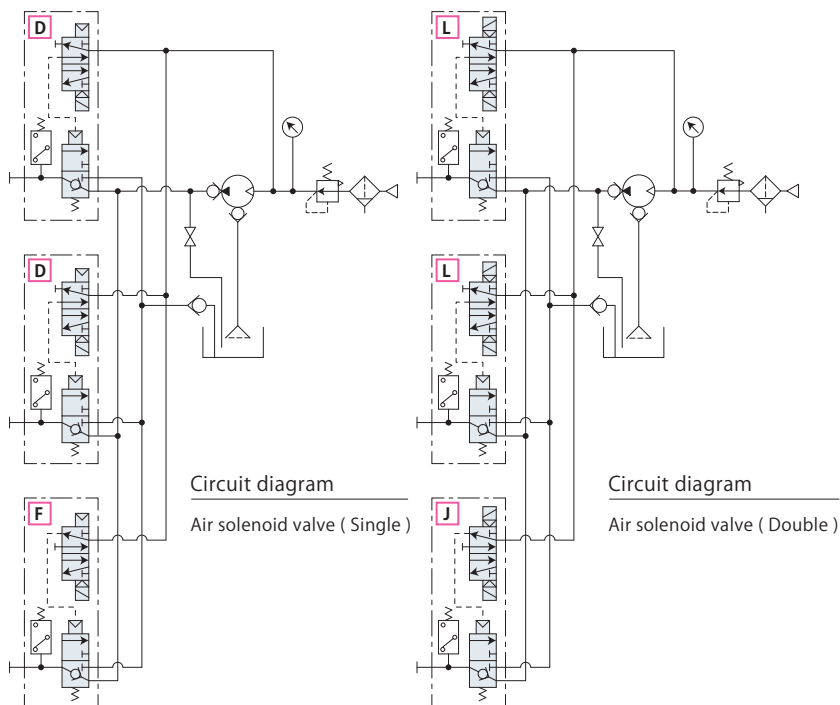 D
D
F
Circuit diagram
Air solenoid valve ( Single )
L
L
J
Circuit diagram
Air solenoid valve ( Double )